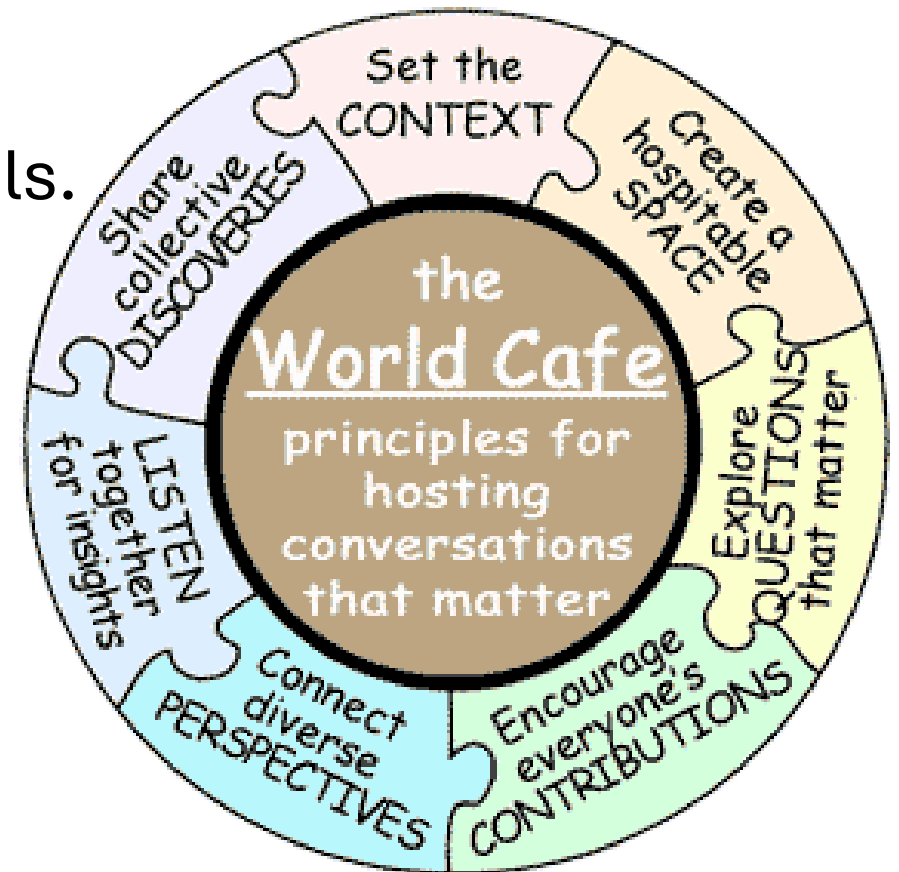 ls.
Set the
CONTEXT
Create a
hospitable
SPACE
Explore
QUESTIONS
that matter
Encourage
everyone's
CONTRIBUTIONS
Connect
diverse
PERSPECTIVES
LISTEN
together
for insights
Share
collective
DISCOVERIES
the
World Cafe
principles for
hosting
conversations
that matter